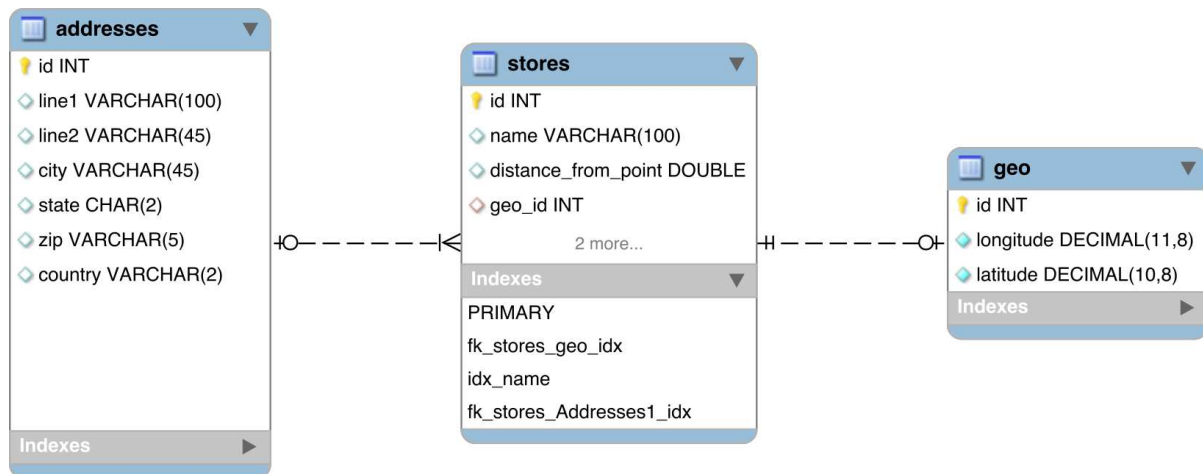 addresses
id INT
line1 VARCHAR(100)
line2 VARCHAR(45)
city VARCHAR(45)
state CHAR(2)
zip VARCHAR(5)
country VARCHAR(2)
Indexes
stores
id INT
name VARCHAR(100)
distance_from_point DOUBLE
geo_id INT
2 more...
Indexes
PRIMARY
fk_stores_geo_idx
idx_name
fk_stores_Addresses1_idx
geo
id INT
longitude DECIMAL(11,8)
latitude DECIMAL(10,8)
Indexes